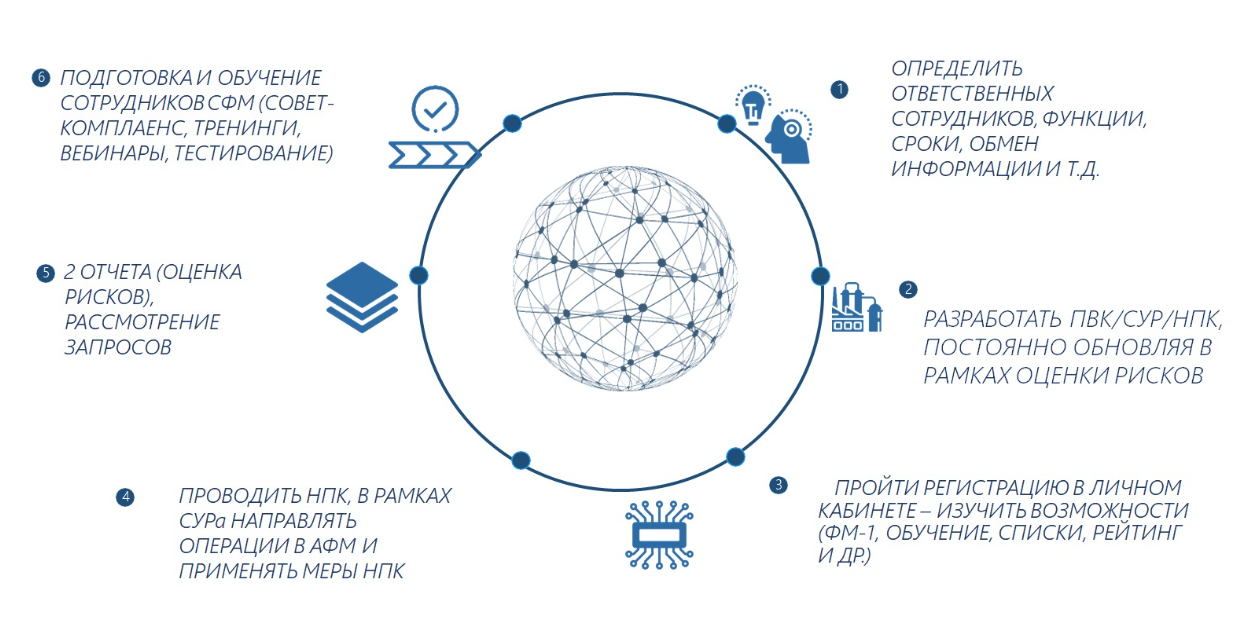 1
ОПРЕДЕЛИТЬ
ОТВЕТСТВЕННЫХ
СОТРУДНИКОВ, ФУНКЦИИ,
СРОКИ, ОБМЕН
ИНФОРМАЦИИ И Т.Д.
2
РАЗРАБОТАТЬ ПВК/СУР/НПК,
ПОСТОЯННО ОБНОВЛЯЯ В
РАМКАХ ОЦЕНКИ РИСКОВ
3
ПРОЙТИ РЕГИСТРАЦИЮ В ЛИЧНОМ
КАБИНЕТЕ – ИЗУЧИТЬ ВОЗМОЖНОСТИ
(ФМ-1, ОБУЧЕНИЕ, СПИСКИ, РЕЙТИНГ
И ДР.)
4
ПРОВОДИТЬ НПК, В РАМКАХ
СУРа НАПРАВЛЯТЬ
ОПЕРАЦИИ В АФМ И
ПРИМЕНЯТЬ МЕРЫ НПК
5
2 ОТЧЕТА (ОЦЕНКА
РИСКОВ),
РАССМОТРЕНИЕ
ЗАПРОСОВ
6
ПОДГОТОВКА И ОБУЧЕНИЕ
СОТРУДНИКОВ СФМ (СОВЕТ-
КОМПЛАЕНС, ТРЕНИНГИ,
ВЕБИНАРЫ, ТЕСТИРОВАНИЕ)